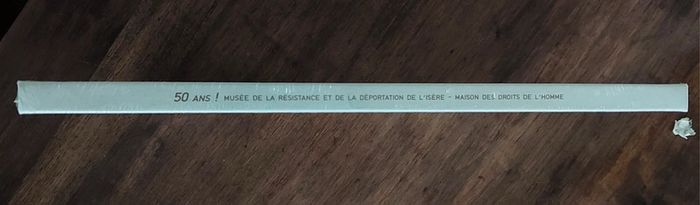 50 ANS ! MUSÉE DE LA RÉSISTANCE ET DE LA DÉPORTATION DE L'ISÈRE - MAISON DES DROITS DE L'HOMME